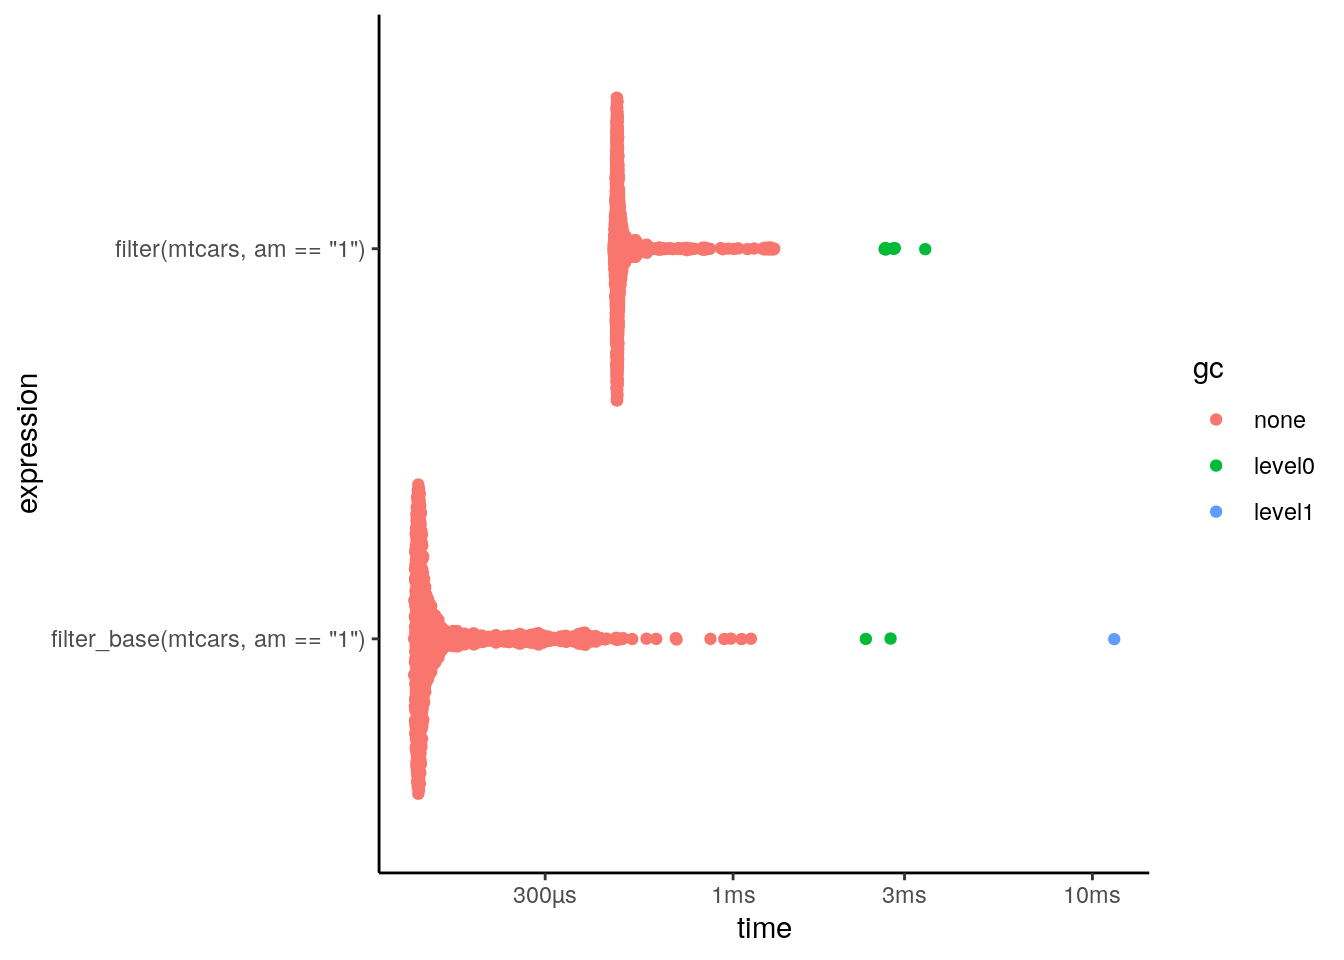 expression
filter(mtcars, am == "1")
filter_base(mtcars, am == "1")
300µs
1ms
3ms
10ms
time
gc
none
level0
level1